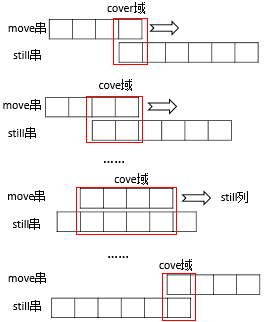 cover域
move串
still串
cove域
move串
still串
......
cove域
move串
still列
still串
......
cove域
move串
still串